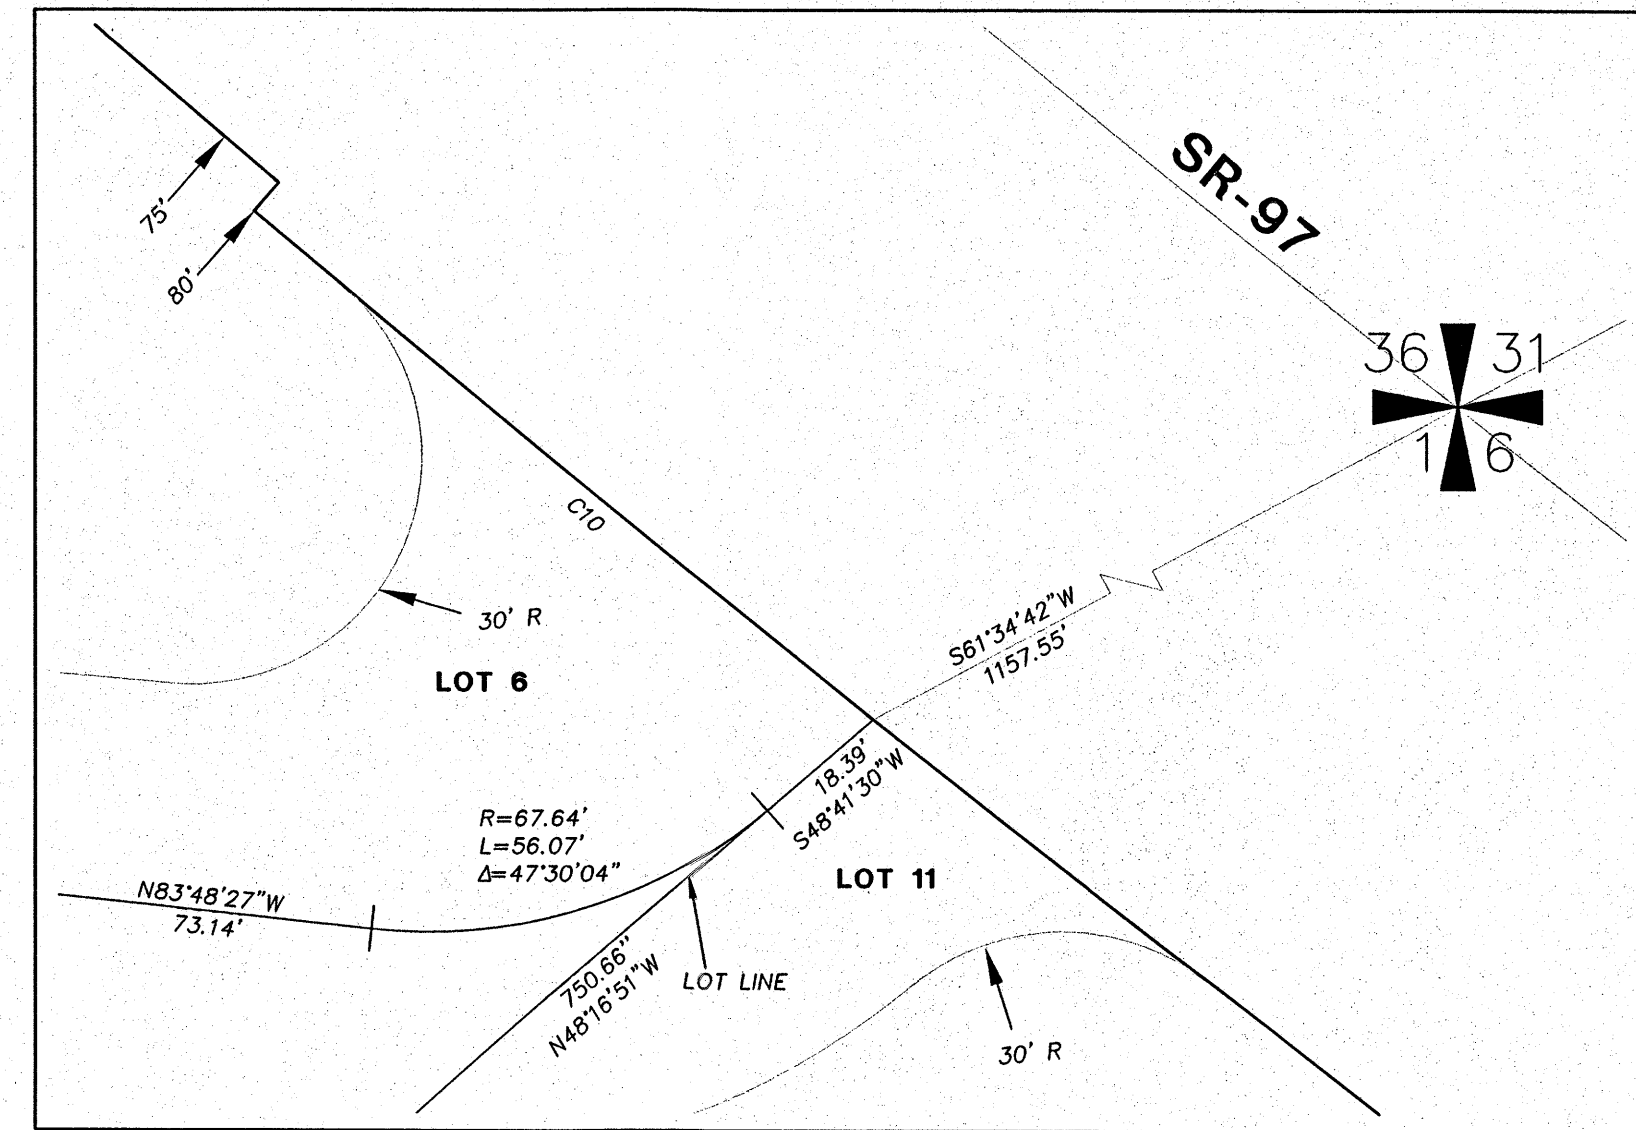 SR-97
75'
80'
36 31
1 6
C10
30' R
S61°34'42"W
1157.55'
LOT 6
18.39'
S48°41'30"W
R=67.64'
L=56.07'
Δ=47°30'04"
LOT 11
N83°48'27"W
73.14'
750.66"
N48°16'51"W
LOT LINE
30' R